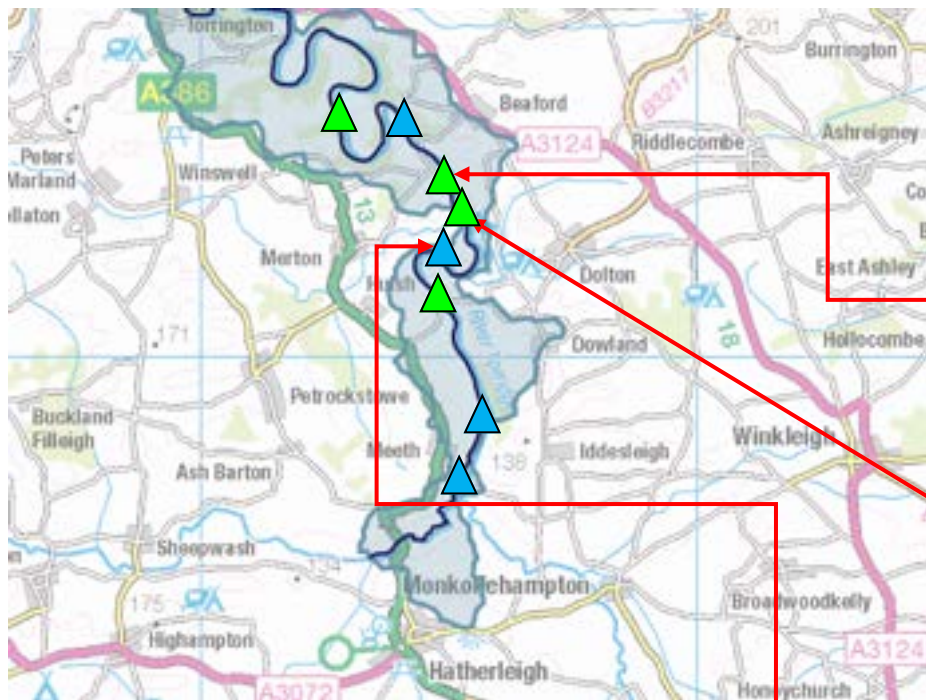 Torrington
201
Burrington
A386
B3217
Beaford
A3124
Riddlecombe
Ashreigney
Peters
Marland
Winswell
13
Merton
Dolton
East Ashley
Huish
171
18
Hollocombe
River Torridge
Dowland
Petrockstowe
Buckland
Filleigh
Winkleigh
Meeth
Iddesleigh
138
Ash Barton
Sheepwash
134
Monkokehampton
175
Broadwoodkelly
Highampton
A3124
Hatherleigh
A3072
Honeychurch